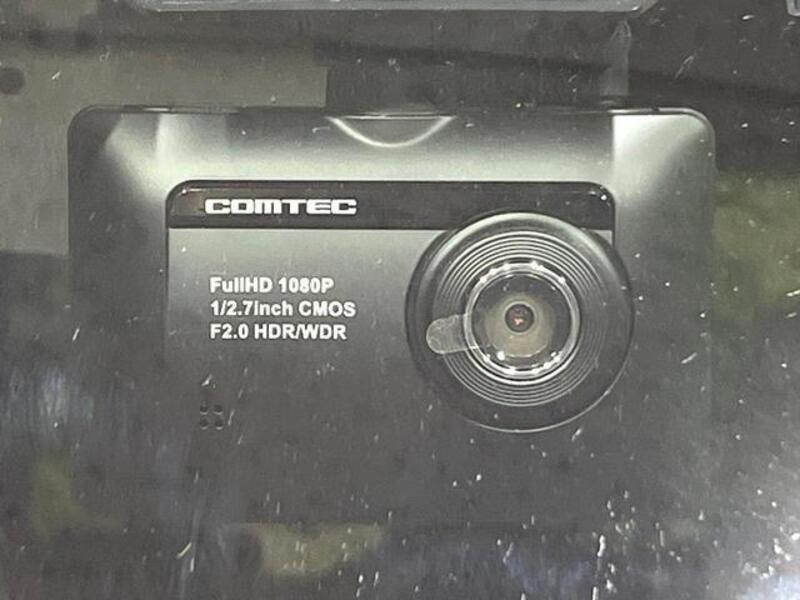 COMTEC
FullHD 1080P
1/2.7inch CMOS
F2.0 HDR/WDR